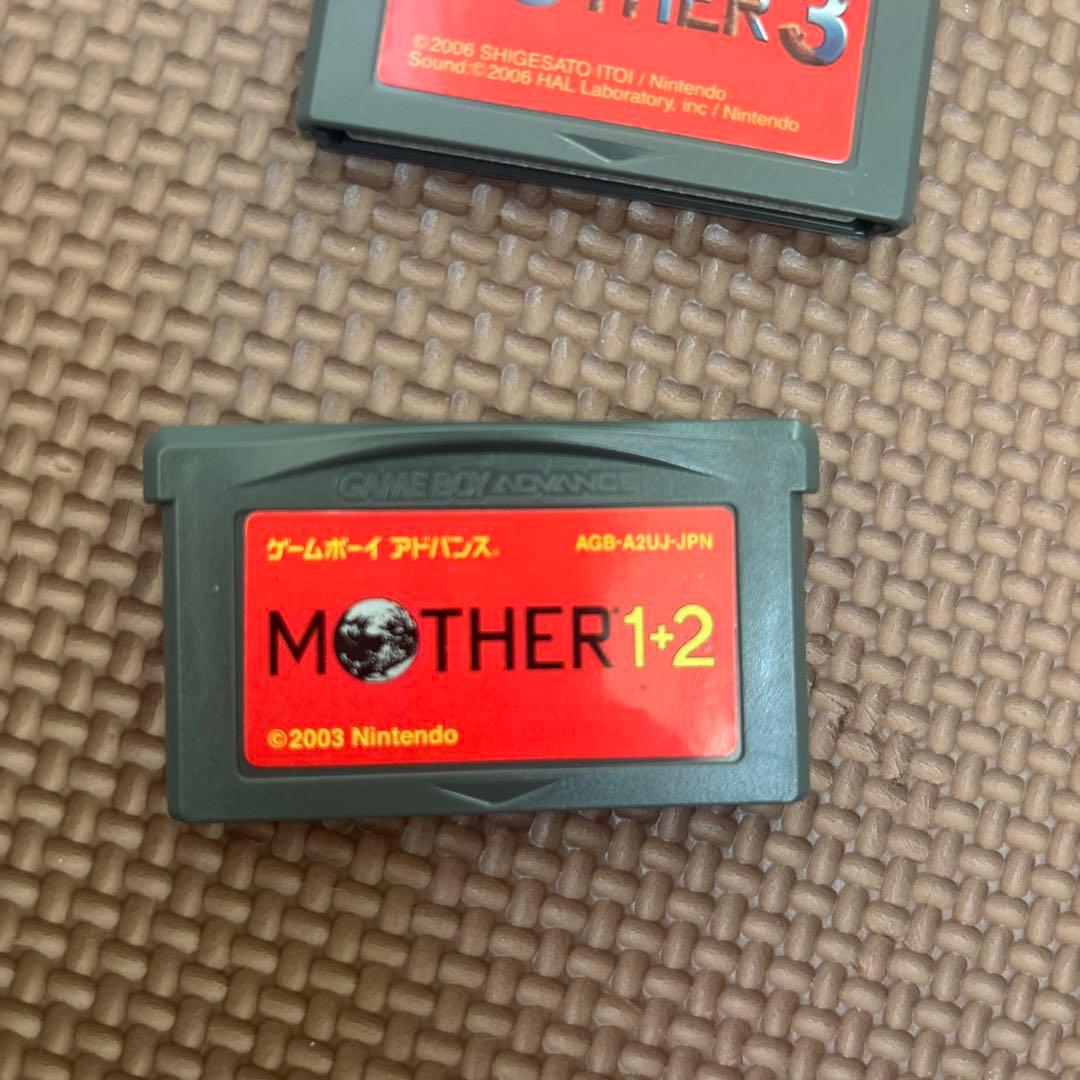 MOTHER 3
©2006 SHIGESATO ITOI / Nintendo
Sound:©2006 HAL Laboratory, inc / Nintendo
GAME BOY ADVANCE
ゲームボーイ アドバンス®
AGB-A2UJ-JPN
MOTHER® 1+2
©2003 Nintendo